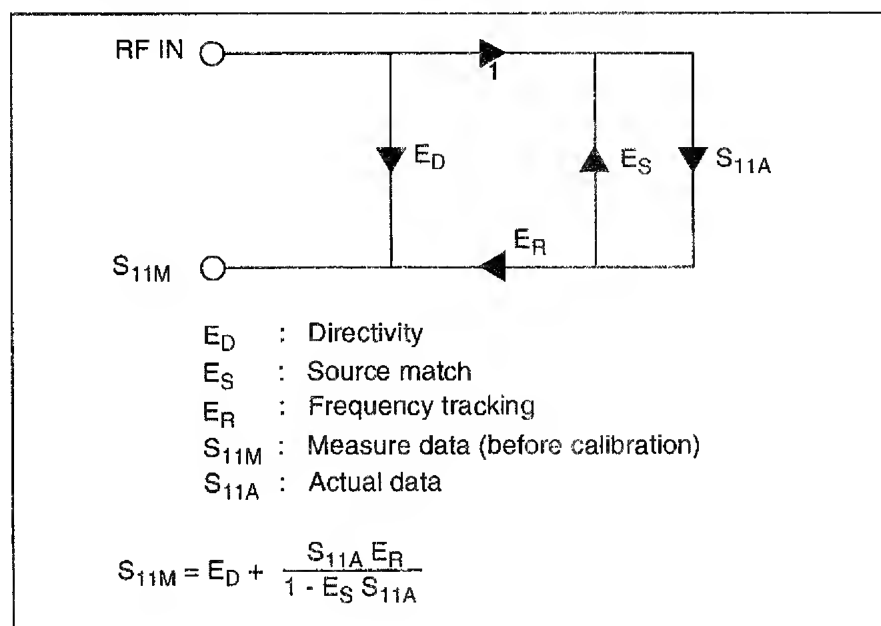 RF IN
1
E_D
E_S
S_11A
E_R
S_11M
E_D : Directivity
E_S : Source match
E_R : Frequency tracking
S_11M : Measure data (before calibration)
S_11A : Actual data
S_11M = E_D + S_11A E_R / 1 - E_S S_11A